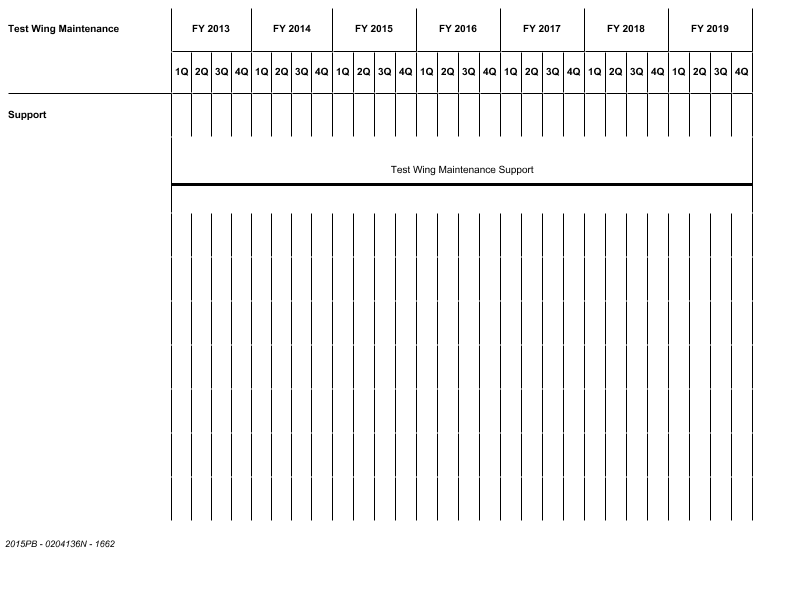 Test Wing Maintenance FY 2013 FY 2014 FY 2015 FY 2016 FY 2017 FY 2018 FY 2019
1Q 2Q 3Q 4Q 1Q 2Q 3Q 4Q 1Q 2Q 3Q 4Q 1Q 2Q 3Q 4Q 1Q 2Q 3Q 4Q 1Q 2Q 3Q 4Q 1Q 2Q 3Q 4Q
Support
Test Wing Maintenance Support
2015PB - 0204136N - 1662